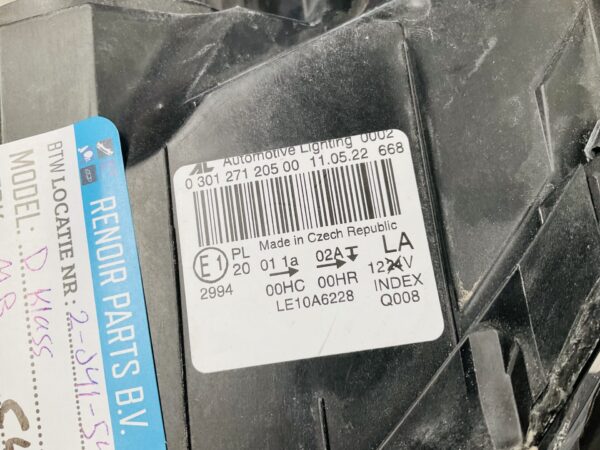 AL Automotive Lighting 0002
0 301 271 205 00 11.05.22 668
Made in Czech Republic
E1 PL 20 01 1a 02A LA
2994 00HC 00HR 12V
LE10A6228 INDEX
Q008
RENOIR PARTS B.V.
BTW LOCATIE NR: 2-
MODEL: D Klass
MB